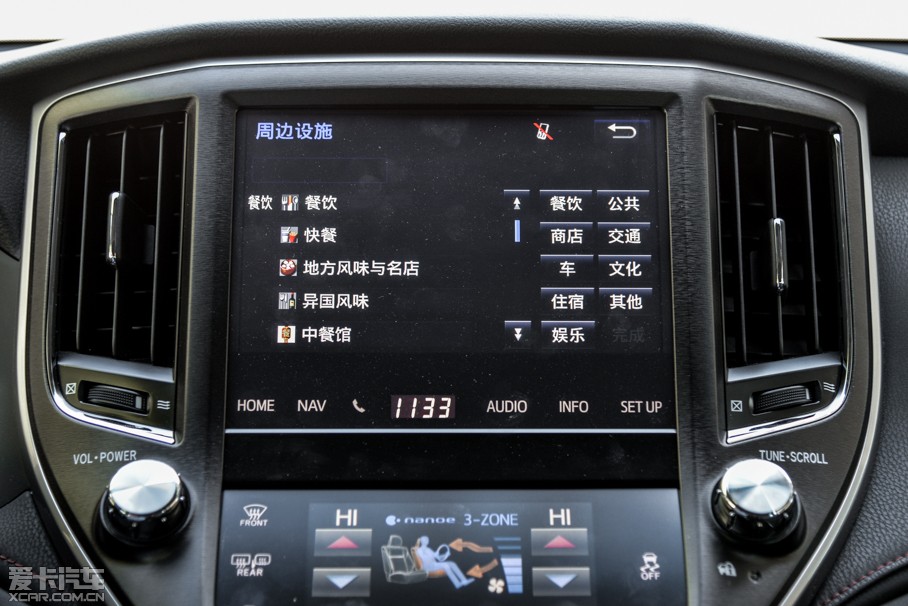 周边设施
餐饮 餐饮 餐饮 公共
快餐 商店 交通
地方风味与名店 车 文化
异国风味 住宿 其他
中餐馆 娱乐 完成
HOME NAV 1133 AUDIO INFO SET UP
VOL•POWER TUNE•SCROLL
FRONT HI nanoe 3-ZONE HI
REAR OFF
爱卡汽车
XCAR.COM.CN